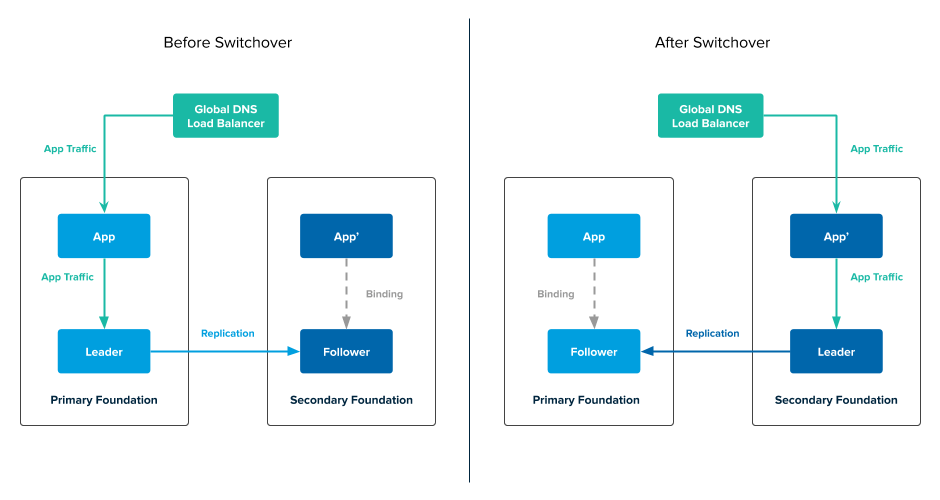 Before Switchover
Global DNS
Load Balancer
App Traffic
App
App'
App Traffic
Binding
Leader
Replication
Follower
Primary Foundation
Secondary Foundation
After Switchover
Global DNS
Load Balancer
App Traffic
App
App'
Binding
App Traffic
Follower
Replication
Leader
Primary Foundation
Secondary Foundation